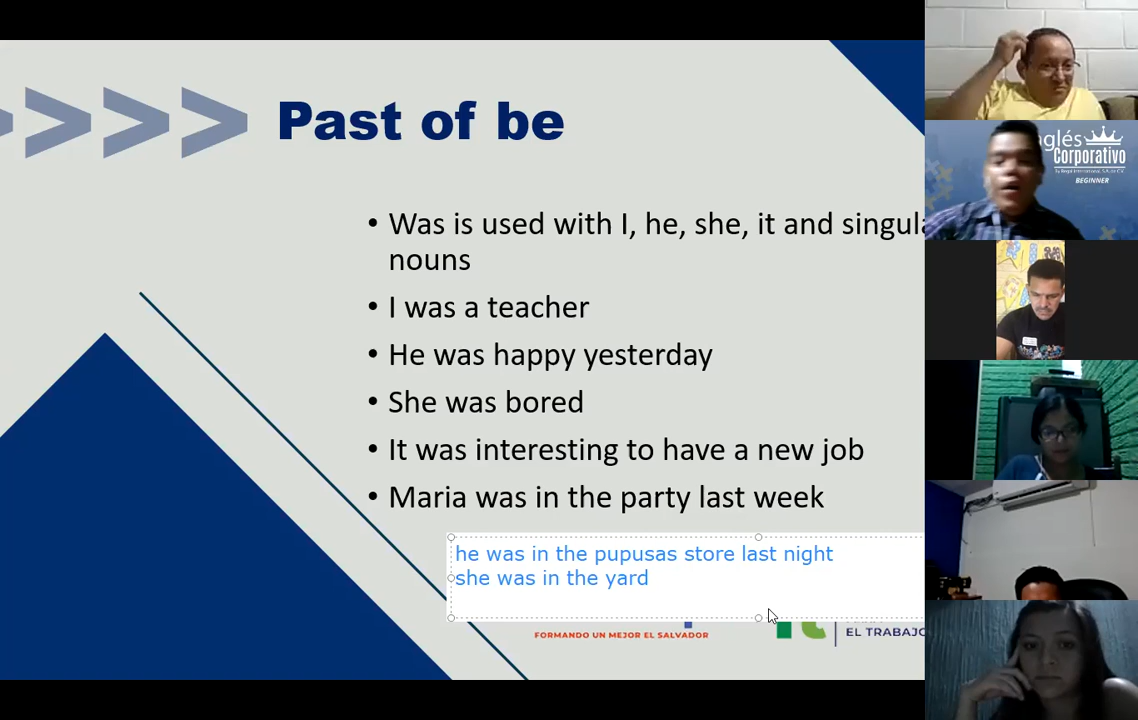 Past of be
• Was is used with I, he, she, it and
nouns
• I was a teacher
• He was happy yesterday
• She was bored
• It was interesting to have a new job
• Maria was in the party last week
he was in the pupusas store last night
she was in the yard
FORMANDO UN MEJOR EL SALVADOR
EL TRABAJO
Corporativo
BEGINNER